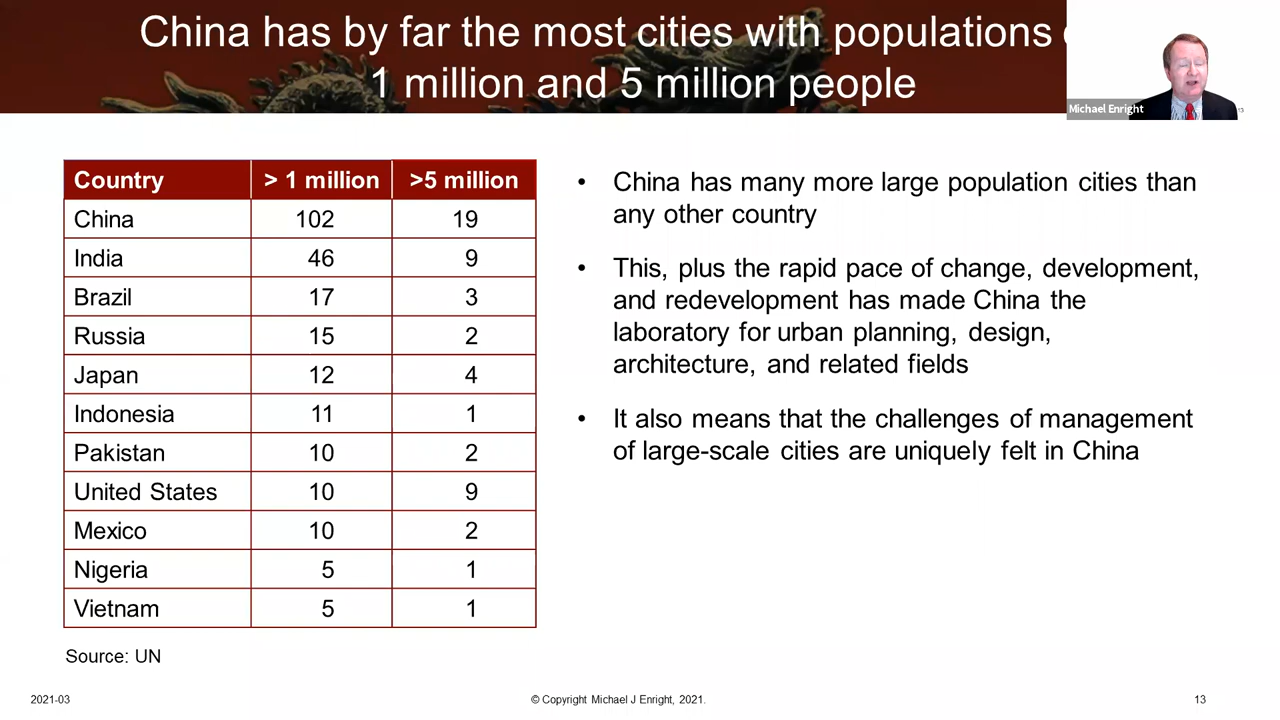 China has by far the most cities with populations
1 million and 5 million people
Michael Enright
13
Country > 1 million >5 million
China 102 19
India 46 9
Brazil 17 3
Russia 15 2
Japan 12 4
Indonesia 11 1
Pakistan 10 2
United States 10 9
Mexico 10 2
Nigeria 5 1
Vietnam 5 1
Source: UN
• China has many more large population cities than
any other country
• This, plus the rapid pace of change, development,
and redevelopment has made China the
laboratory for urban planning, design,
architecture, and related fields
• It also means that the challenges of management
of large-scale cities are uniquely felt in China
2021-03
© Copyright Michael J Enright, 2021.
13